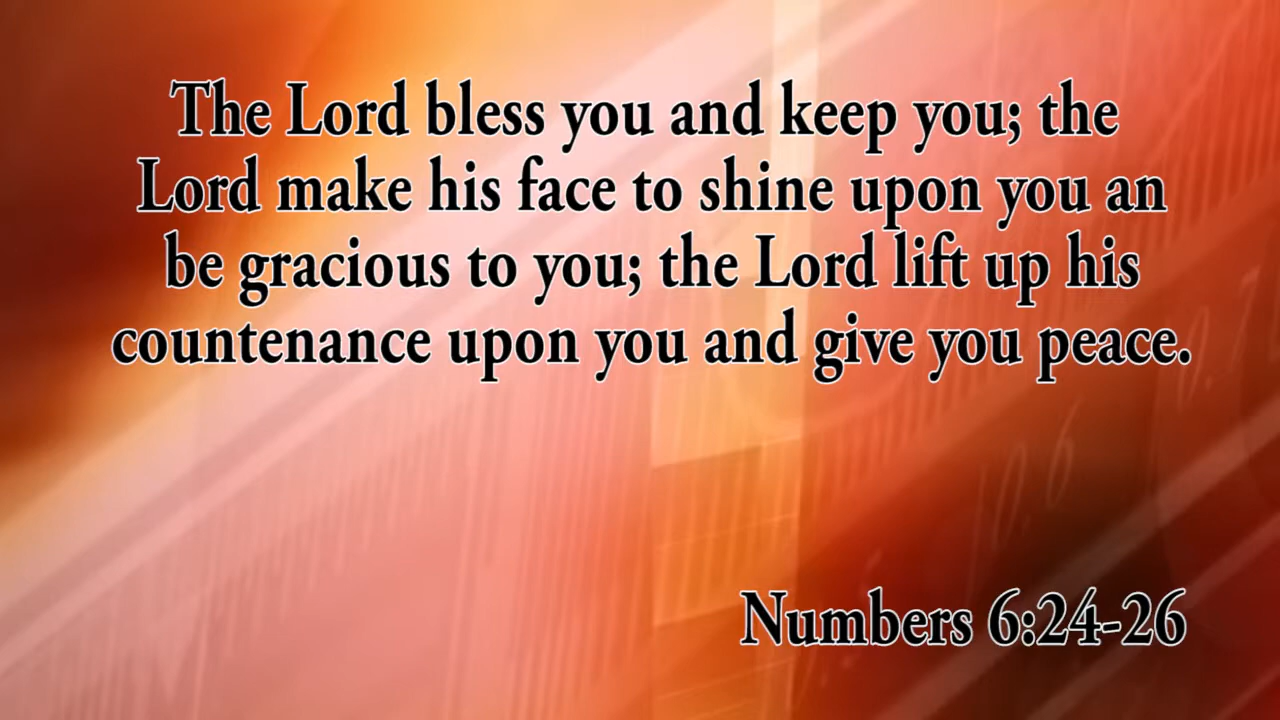 The Lord bless you and keep you; the
Lord make his face to shine upon you an
be gracious to you; the Lord lift up his
countenance upon you and give you peace.
Numbers 6:24-26